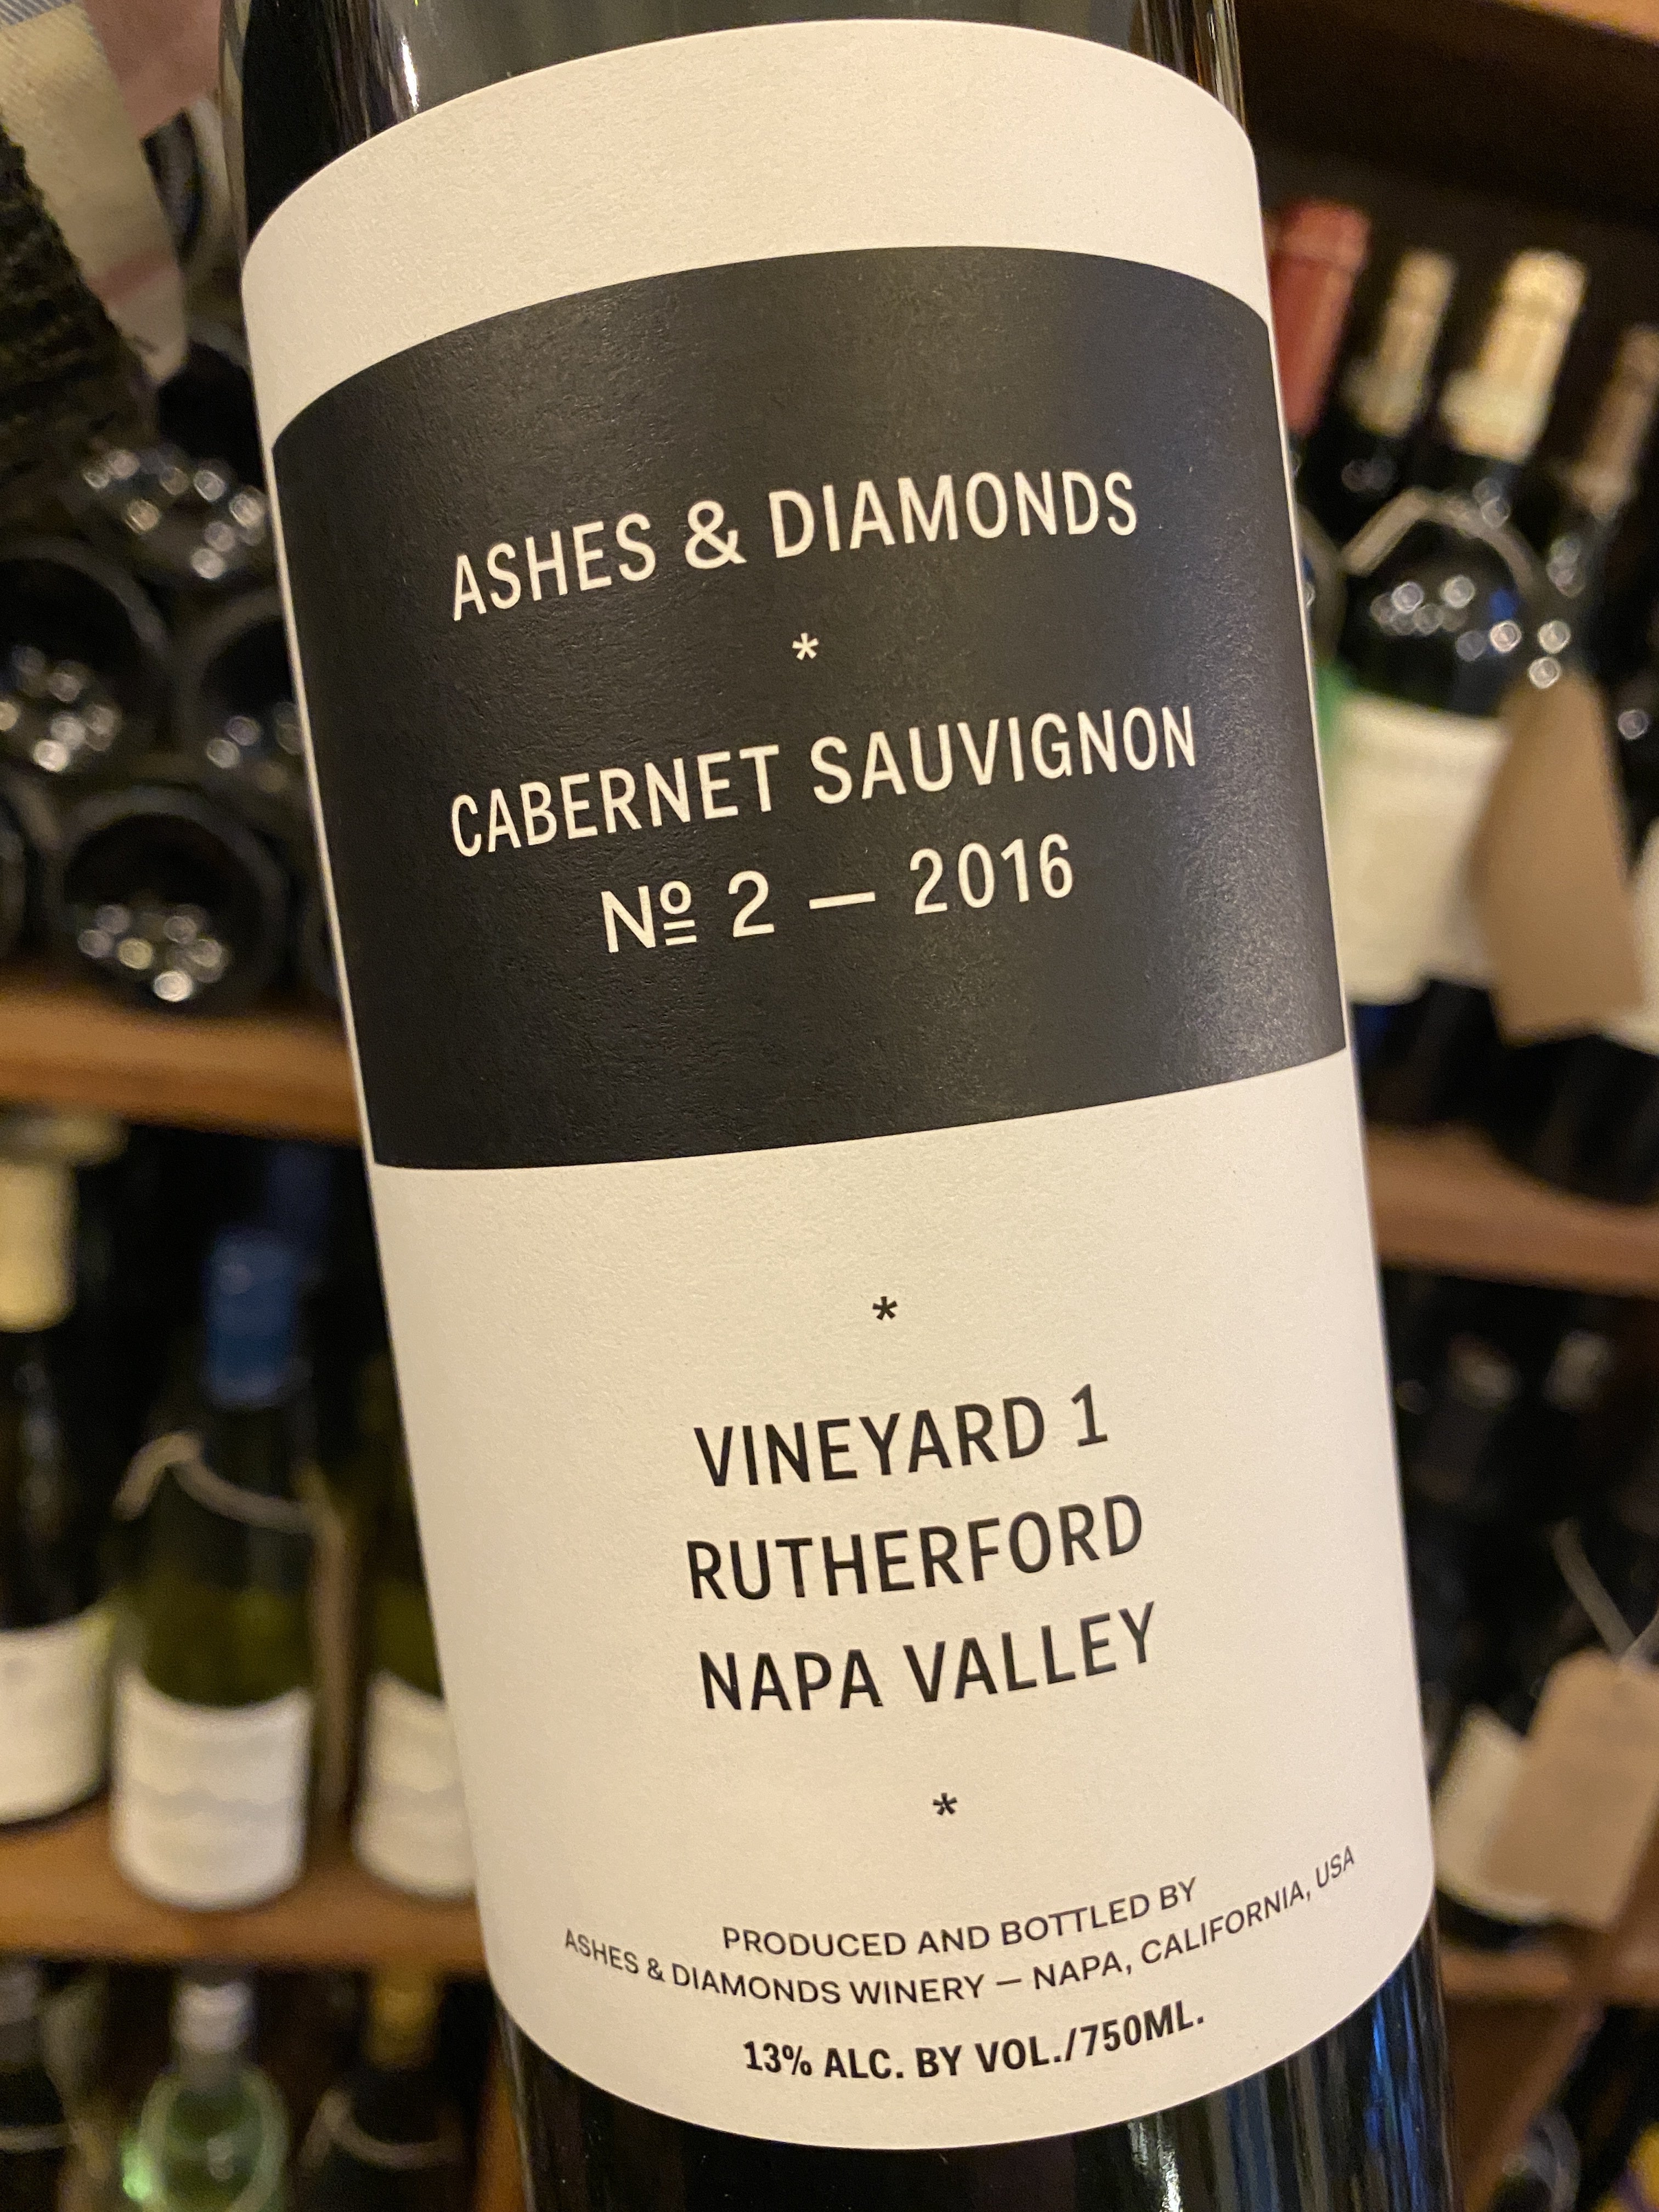 ASHES & DIAMONDS
*
CABERNET SAUVIGNON
Nº 2 — 2016
*
VINEYARD 1
RUTHERFORD
NAPA VALLEY
*
PRODUCED AND BOTTLED BY
ASHES & DIAMONDS WINERY — NAPA, CALIFORNIA, USA
13% ALC. BY VOL./750ML.